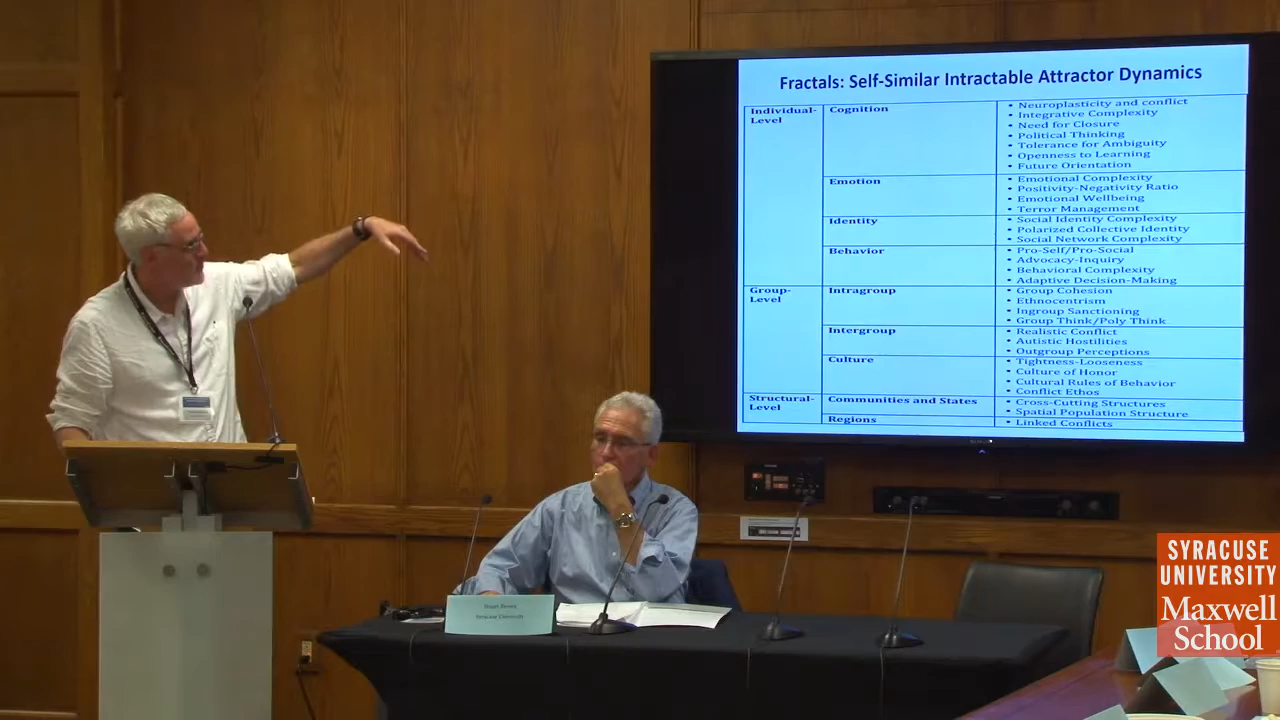 Fractals: Self-Similar Intractable Attractor Dynamics
Individual-
Level
Cognition
• Neuroplasticity and conflict
• Integrative Complexity
• Need for Closure
• Political Thinking
• Tolerance for Ambiguity
• Openness to Learning
• Future Orientation
Emotion
• Emotional Complexity
• Positivity-Negativity Ratio
• Emotional Wellbeing
• Terror Management
Identity
• Social Identity Complexity
• Polarized Collective Identity
• Social Network Complexity
Behavior
• Pro-Self/Pro-Social
• Advocacy-Inquiry
• Behavioral Complexity
• Adaptive Decision-Making
Group-
Level
Intragroup
• Group Cohesion
• Ethnocentrism
• Ingroup Sanctioning
• Group Think/Poly Think
Intergroup
• Realistic Conflict
• Autistic Hostilities
• Outgroup Perceptions
Culture
• Tightness-Looseness
• Culture of Honor
• Cultural Rules of Behavior
• Conflict Ethos
Structural-
Level
Communities and States
• Cross-Cutting Structures
• Spatial Population Structure
Regions
• Linked Conflicts
Syracuse University
SYRACUSE
UNIVERSITY
Maxwell
School